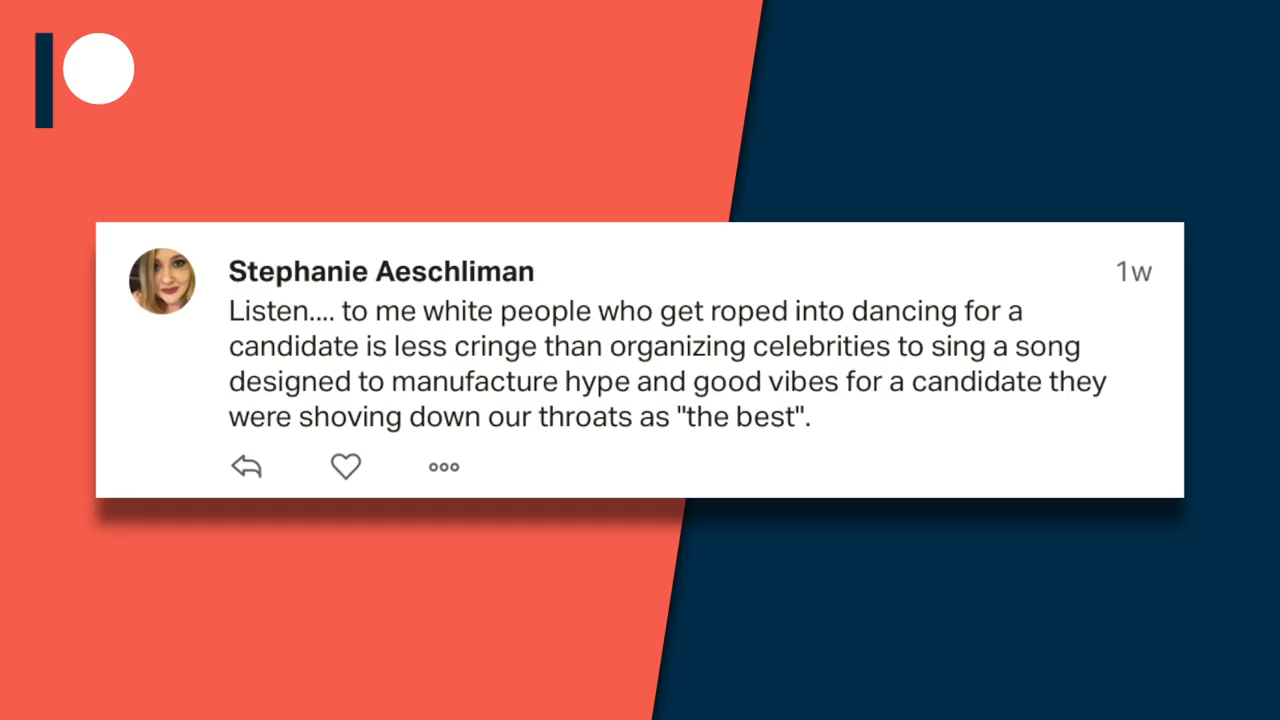 Stephanie Aeschliman
1w
Listen.... to me white people who get roped into dancing for a
candidate is less cringe than organizing celebrities to sing a song
designed to manufacture hype and good vibes for a candidate they
were shoving down our throats as "the best".